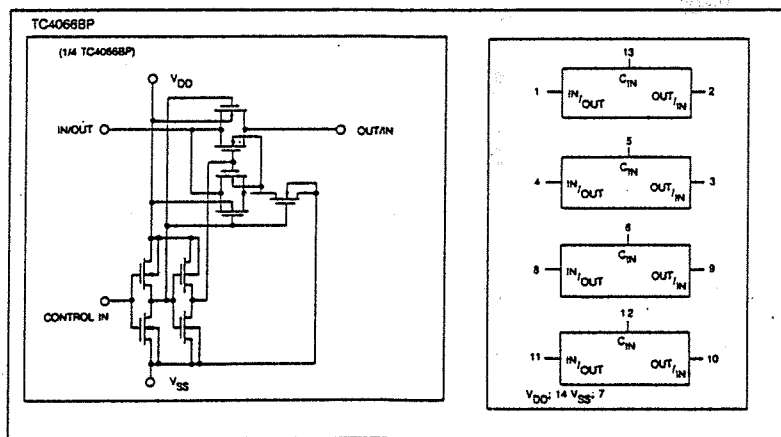 TC4066BP
(1/4 TC4066BP)
VDD
IN/OUT
OUT/IN
CONTROL IN
VSS
13
CIN
1 IN/OUT OUT/IN 2
5
CIN
4 IN/OUT OUT/IN 3
6
CIN
8 IN/OUT OUT/IN 9
12
CIN
11 IN/OUT OUT/IN 10
VDD; 14 VSS; 7